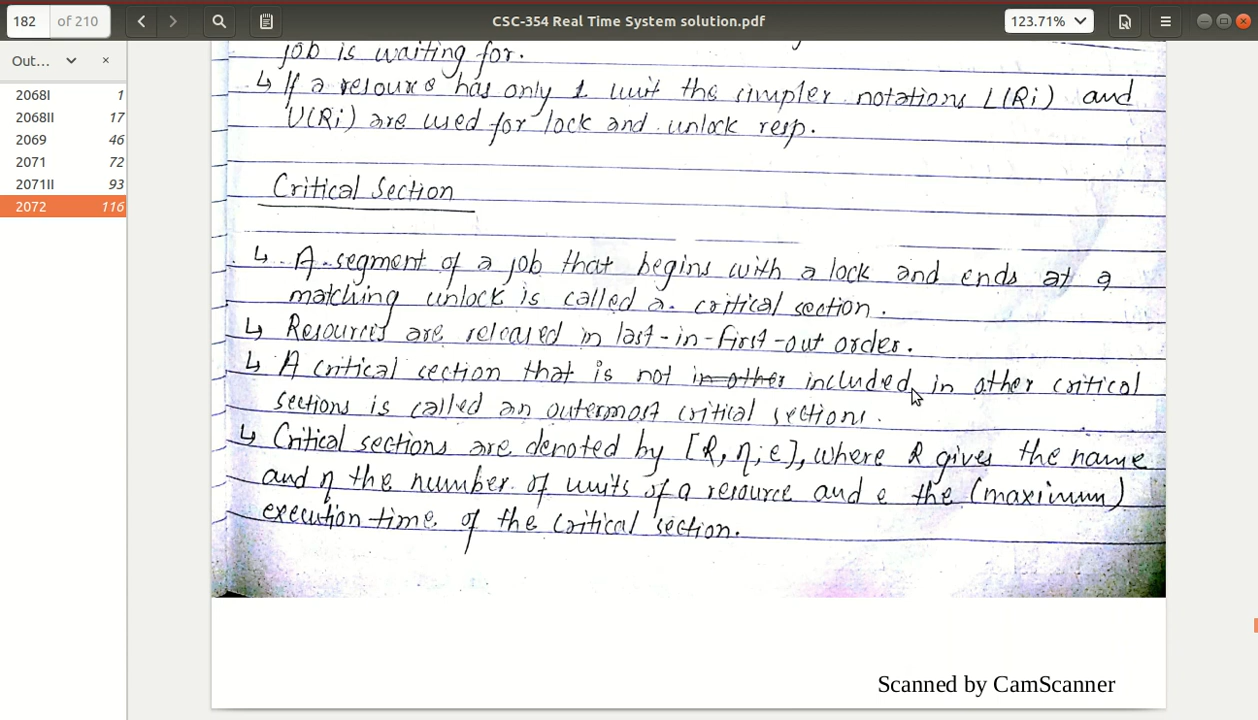 182 of 210
CSC-354 Real Time System solution.pdf
123.71%
Out...
2068I 1
2068II 17
2069 46
2071 72
2071II 93
2072 116
job is waiting for.
↳ If a resource has only 1 unit the simpler notations L(Ri) and
U(Ri) are used for lock and unlock resp.
Critical Section
↳ A segment of a job that begins with a lock and ends at a
matching unlock is called a critical section.
↳ Resources are released in last-in-first-out order.
↳ A critical section that is not in other included in other critical
sections is called an outermost critical sections.
↳ Critical sections are denoted by [R, η; e], where R gives the name
and η the number of units of a resource and e the (maximum)
execution time of the critical section.
Scanned by CamScanner